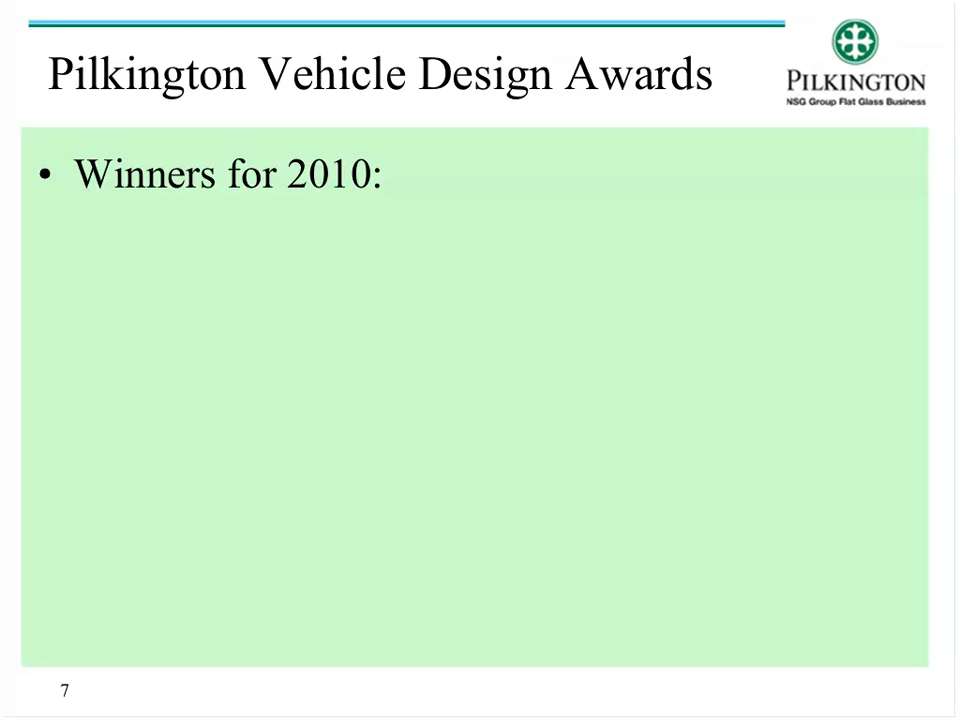 Pilkington Vehicle Design Awards
PILKINGTON
NSG Group Flat Glass Business
• Winners for 2010:
7